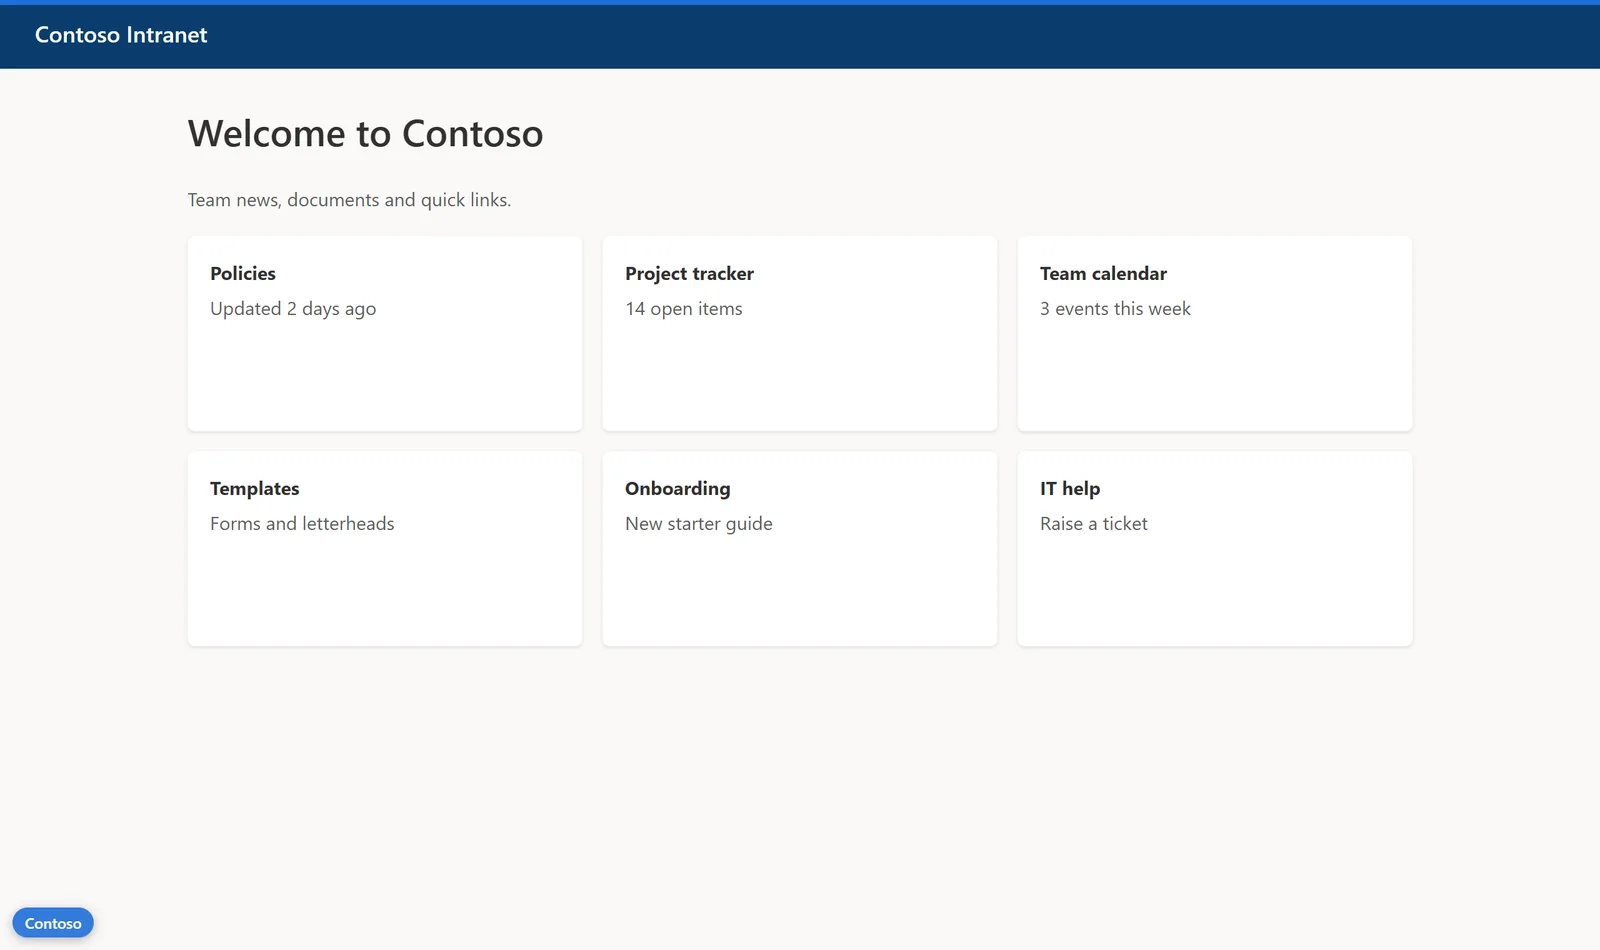 Contoso Intranet
Welcome to Contoso
Team news, documents and quick links.
Policies
Updated 2 days ago
Project tracker
14 open items
Team calendar
3 events this week
Templates
Forms and letterheads
Onboarding
New starter guide
IT help
Raise a ticket
Contoso